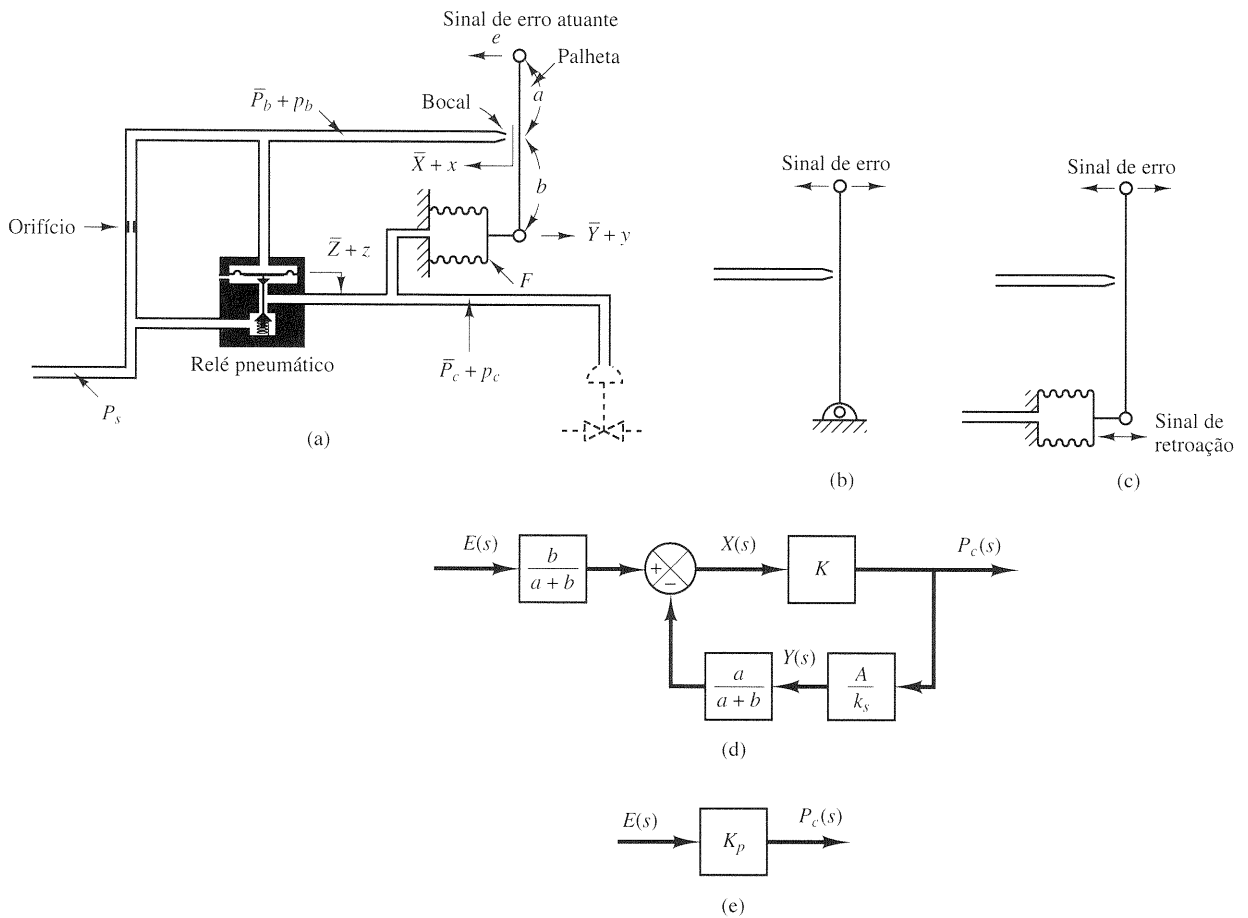 Sinal de erro atuante
e
Palheta
a
P̅b + pb
Bocal
X̅ + x
b
Orifício
Z̅ + z
Y̅ + y
F
Relé pneumático
P̅c + pc
Ps
(a)
Sinal de erro
(b)
Sinal de erro
Sinal de
retroação
(c)
E(s)
b
a + b
+
−
X(s)
K
Pc(s)
a
a + b
Y(s)
A
ks
(d)
E(s)
Kp
Pc(s)
(e)